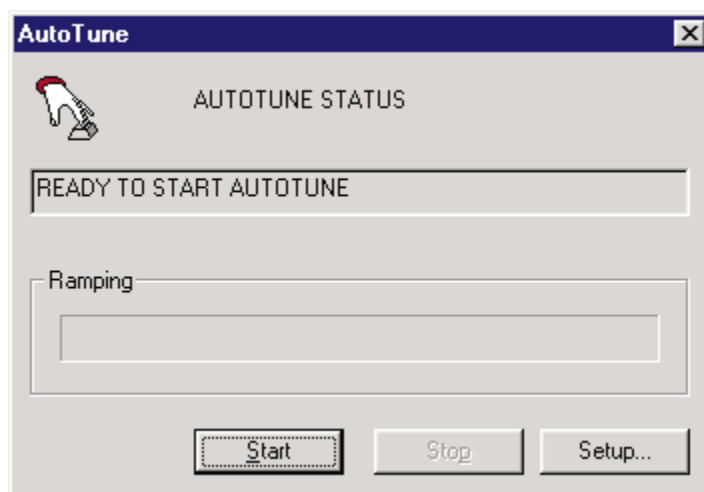 AutoTune
AUTOTUNE STATUS
READY TO START AUTOTUNE
Ramping
Start
Stop
Setup...